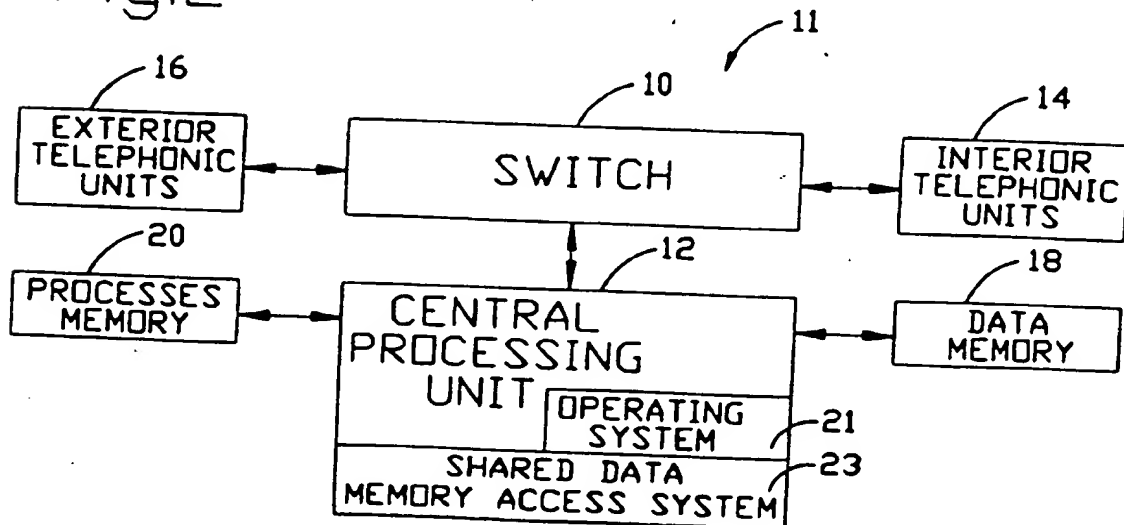 11
16
10
14
EXTERIOR
TELEPHONIC
UNITS
SWITCH
INTERIOR
TELEPHONIC
UNITS
20
12
18
PROCESSES
MEMORY
CENTRAL
PROCESSING
UNIT
DATA
MEMORY
OPERATING
SYSTEM
21
SHARED DATA
MEMORY ACCESS SYSTEM
23